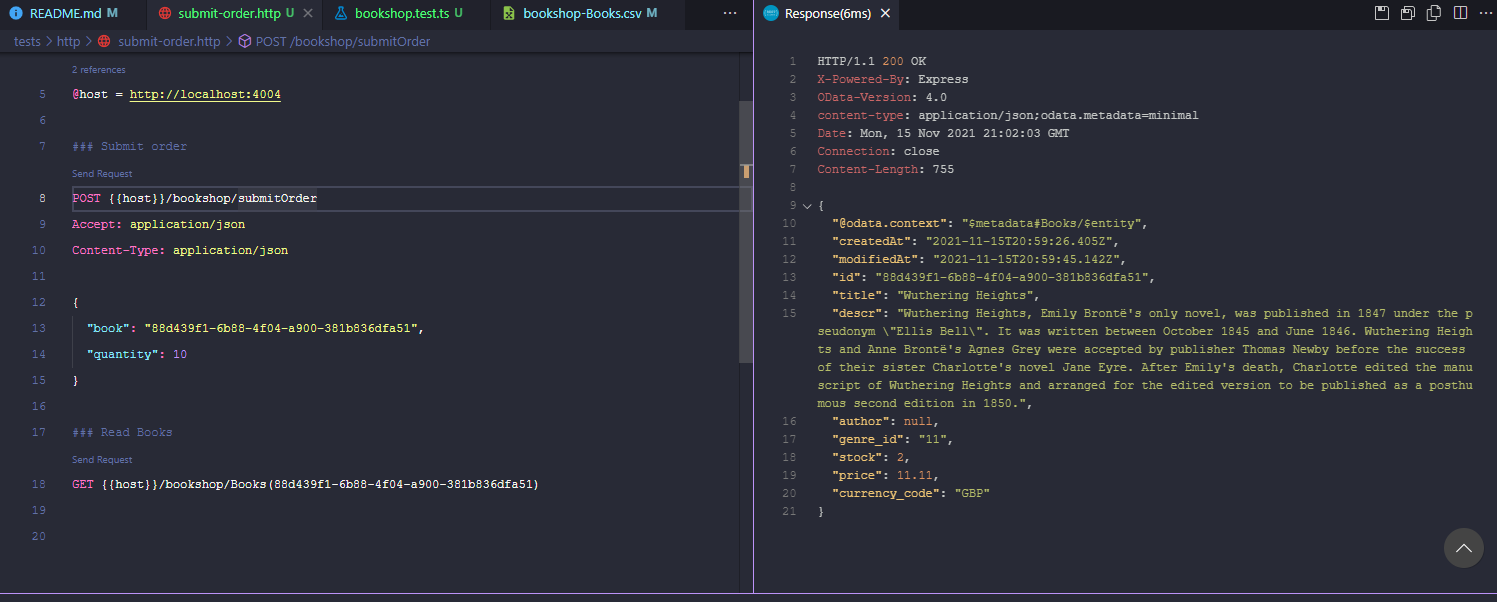 README.md M submit-order.http U bookshop.test.ts U bookshop-Books.csv M
tests > http > submit-order.http > POST /bookshop/submitOrder
2 references
5 @host = http://localhost:4004
6
7 ### Submit order
Send Request
8 POST {{host}}/bookshop/submitOrder
9 Accept: application/json
10 Content-Type: application/json
11
12 {
13 "book": "88d439f1-6b88-4f04-a900-381b836dfa51",
14 "quantity": 10
15 }
16
17 ### Read Books
Send Request
18 GET {{host}}/bookshop/Books(88d439f1-6b88-4f04-a900-381b836dfa51)
19
20
Response(6ms)
1 HTTP/1.1 200 OK
2 X-Powered-By: Express
3 OData-Version: 4.0
4 content-type: application/json;odata.metadata=minimal
5 Date: Mon, 15 Nov 2021 21:02:03 GMT
6 Connection: close
7 Content-Length: 755
8
9 {
10 "@odata.context": "$metadata#Books/$entity",
11 "createdAt": "2021-11-15T20:59:26.405Z",
12 "modifiedAt": "2021-11-15T20:59:45.142Z",
13 "id": "88d439f1-6b88-4f04-a900-381b836dfa51",
14 "title": "Wuthering Heights",
15 "descr": "Wuthering Heights, Emily Brontë's only novel, was published in 1847 under the p
seudonym \"Ellis Bell\". It was written between October 1845 and June 1846. Wuthering Heigh
ts and Anne Brontë's Agnes Grey were accepted by publisher Thomas Newby before the success
of their sister Charlotte's novel Jane Eyre. After Emily's death, Charlotte edited the manu
script of Wuthering Heights and arranged for the edited version to be published as a posthu
mous second edition in 1850.",
16 "author": null,
17 "genre_id": "11",
18 "stock": 2,
19 "price": 11.11,
20 "currency_code": "GBP"
21 }